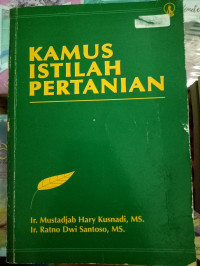 KAMUS
ISTILAH
PERTANIAN
Ir. Mustadjab Hary Kusnadi, MS.
Ir. Ratno Dwi Santoso, MS.